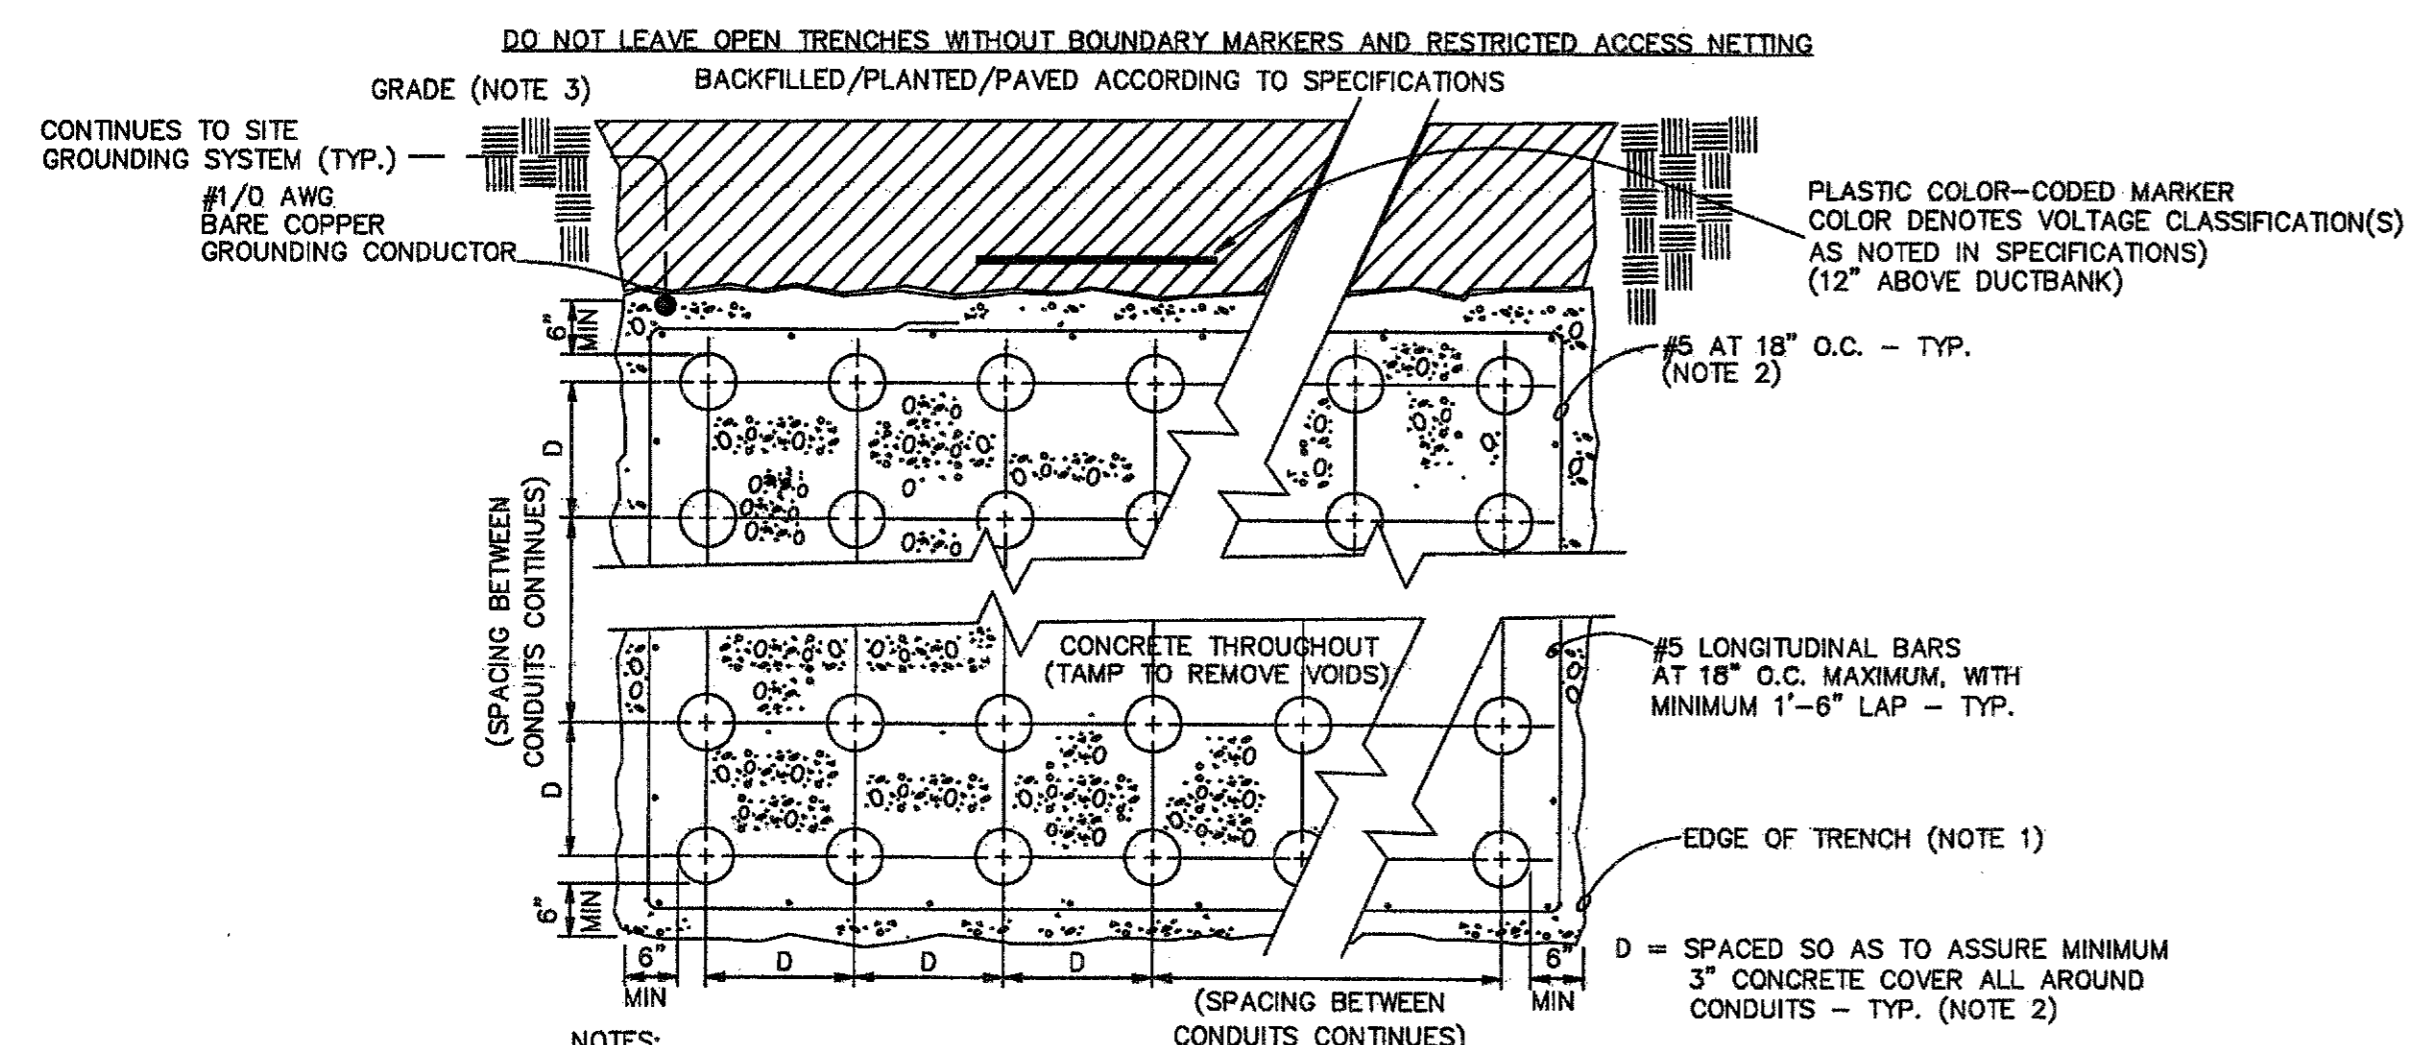 DO NOT LEAVE OPEN TRENCHES WITHOUT BOUNDARY MARKERS AND RESTRICTED ACCESS NETTING
BACKFILLED/PLANTED/PAVED ACCORDING TO SPECIFICATIONS
GRADE (NOTE 3)
CONTINUES TO SITE
GROUNDING SYSTEM (TYP.)
#1/0 AWG
BARE COPPER
GROUNDING CONDUCTOR
PLASTIC COLOR-CODED MARKER
COLOR DENOTES VOLTAGE CLASSIFICATION(S)
AS NOTED IN SPECIFICATIONS)
(12" ABOVE DUCTBANK)
6"
MIN
#5 AT 18" O.C. - TYP.
(NOTE 2)
D
(SPACING BETWEEN
CONDUITS CONTINUES)
CONCRETE THROUGHOUT
(TAMP TO REMOVE VOIDS)
#5 LONGITUDINAL BARS
AT 18" O.C. MAXIMUM, WITH
MINIMUM 1'-6" LAP - TYP.
D
EDGE OF TRENCH (NOTE 1)
6"
MIN
6"
MIN
D
D
D
(SPACING BETWEEN
CONDUITS CONTINUES)
6"
MIN
D = SPACED SO AS TO ASSURE MINIMUM
3" CONCRETE COVER ALL AROUND
CONDUITS - TYP. (NOTE 2)
NOTES: